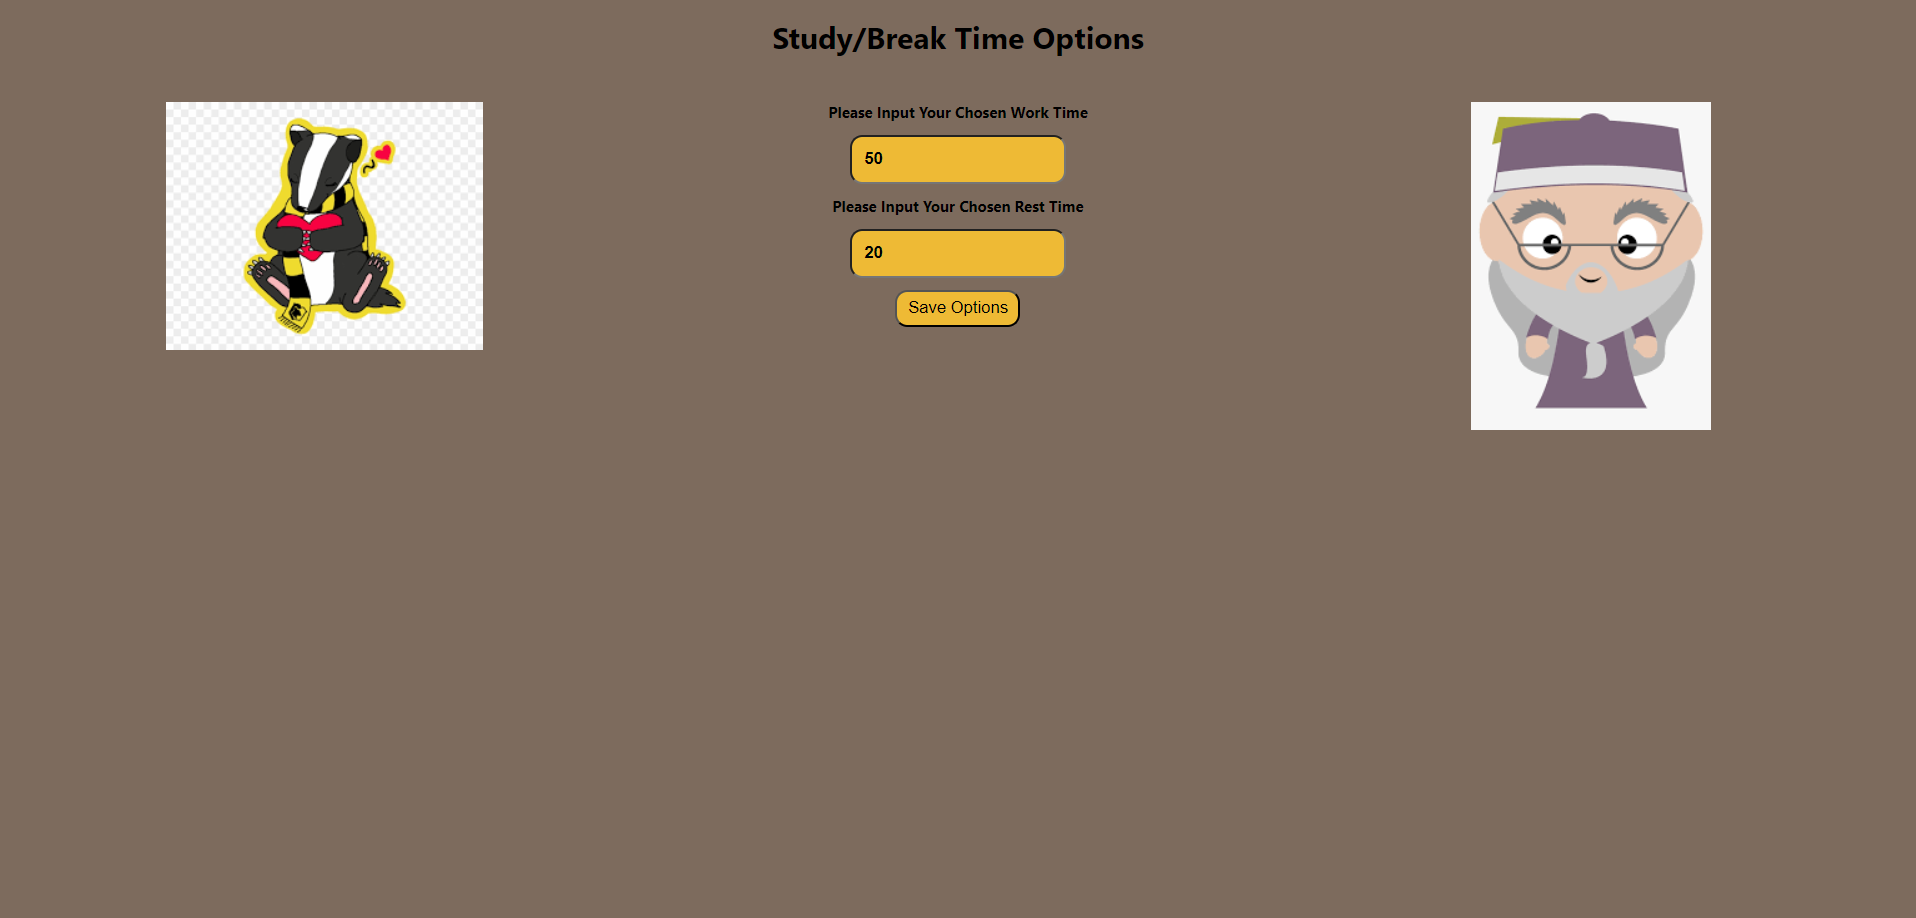 Study/Break Time Options
Please Input Your Chosen Work Time
50
Please Input Your Chosen Rest Time
20
Save Options